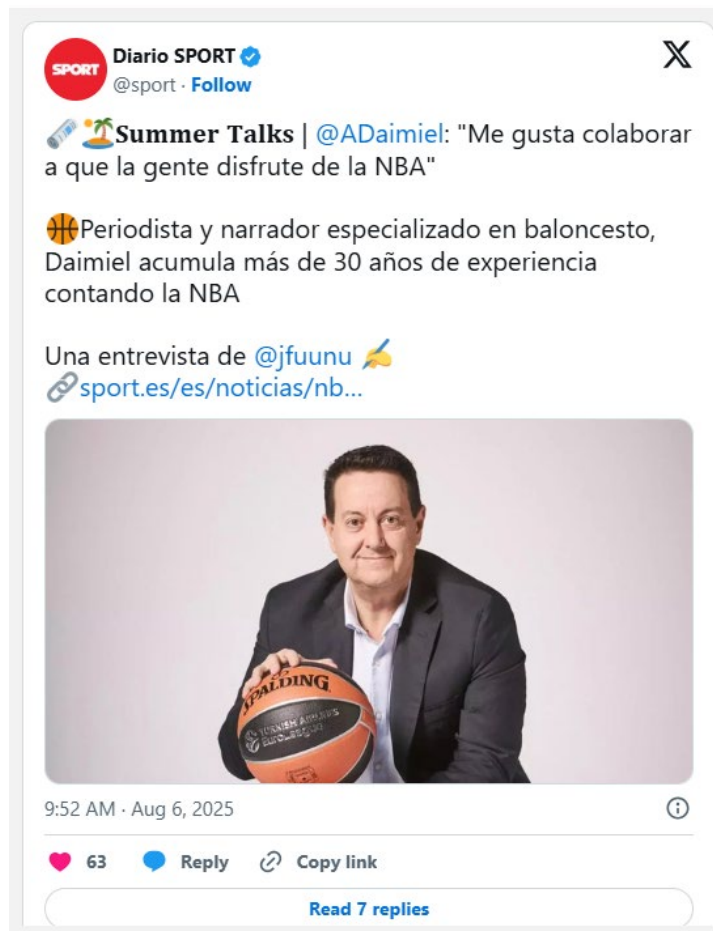 SPORT
Diario SPORT
@sport · Follow
Summer Talks | @ADaimiel: "Me gusta colaborar
a que la gente disfrute de la NBA"
Periodista y narrador especializado en baloncesto,
Daimiel acumula más de 30 años de experiencia
contando la NBA
Una entrevista de @jfuunu
sport.es/es/noticias/nb...
SPALDING
TURKISH AIRLINES
EUROLEAGUE
9:52 AM · Aug 6, 2025
63 Reply Copy link
Read 7 replies